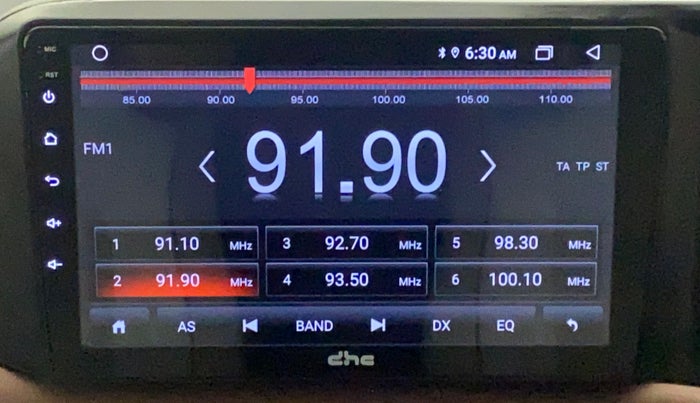 MIC
6:30 AM
RST
85.00 90.00 95.00 100.00 105.00 110.00
FM1
91.90
TA TP ST
1 91.10 MHz
3 92.70 MHz
5 98.30 MHz
2 91.90 MHz
4 93.50 MHz
6 100.10 MHz
AS BAND DX EQ
dhc